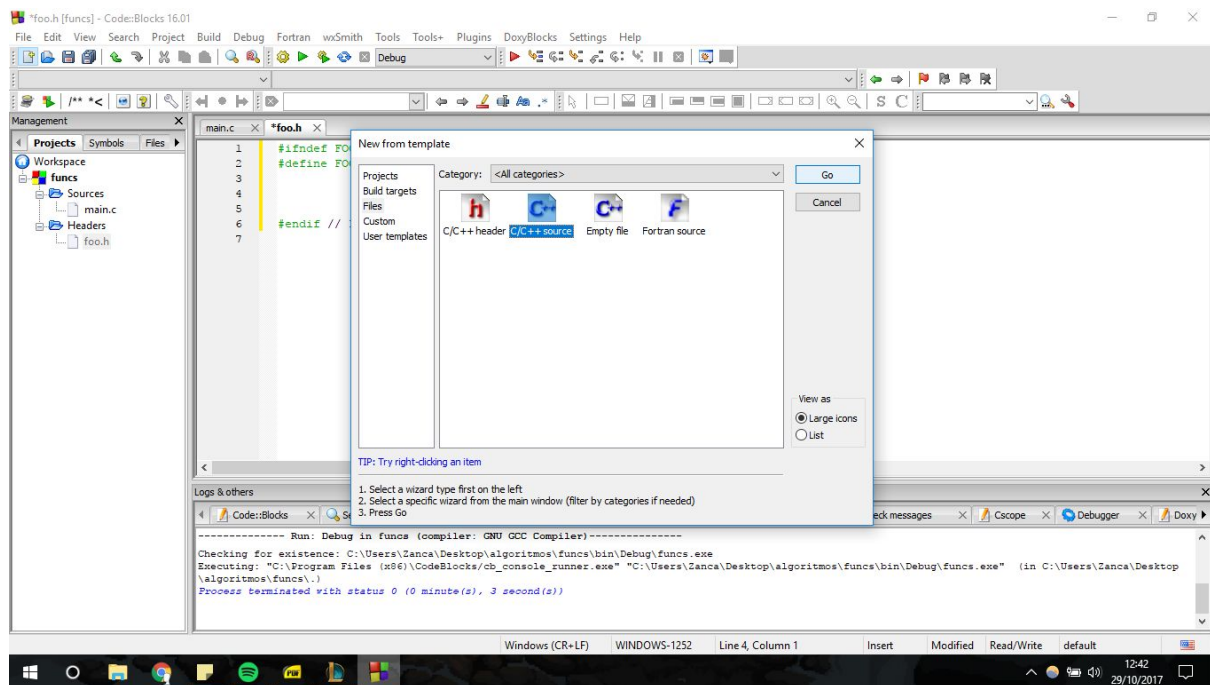 *foo.h [funcs] - Code::Blocks 16.01
File Edit View Search Project Build Debug Fortran wxSmith Tools Tools+ Plugins DoxyBlocks Settings Help
Debug
/** *<
S C
Management
main.c *foo.h
Projects Symbols Files
Workspace
funcs
Sources
main.c
Headers
foo.h
1 #ifndef
2 #define
3
4
5
6 #endif //
7
New from template
Projects
Build targets
Files
Custom
User templates
Category: <All categories>
Go
Cancel
C/C++ header C/C++ source Empty file Fortran source
View as
Large icons
List
TIP: Try right-clicking an item
1. Select a wizard type first on the left
2. Select a specific wizard from the main window (filter by categories if needed)
3. Press Go
Logs & others
Code::Blocks messages Cscope Debugger Doxy
-------------- Run: Debug in funcs (compiler: GNU GCC Compiler)---------------
Checking for existence: C:\Users\Zanca\Desktop\algoritmos\funcs\bin\Debug\funcs.exe
Executing: "C:\Program Files (x86)\CodeBlocks/cb_console_runner.exe" "C:\Users\Zanca\Desktop\algoritmos\funcs\bin\Debug\funcs.exe" (in C:\Users\Zanca\Desktop
\algoritmos\funcs\.)
Process terminated with status 0 (0 minute(s), 3 second(s))
Windows (CR+LF) WINDOWS-1252 Line 4, Column 1 Insert Modified Read/Write default
12:42
29/10/2017